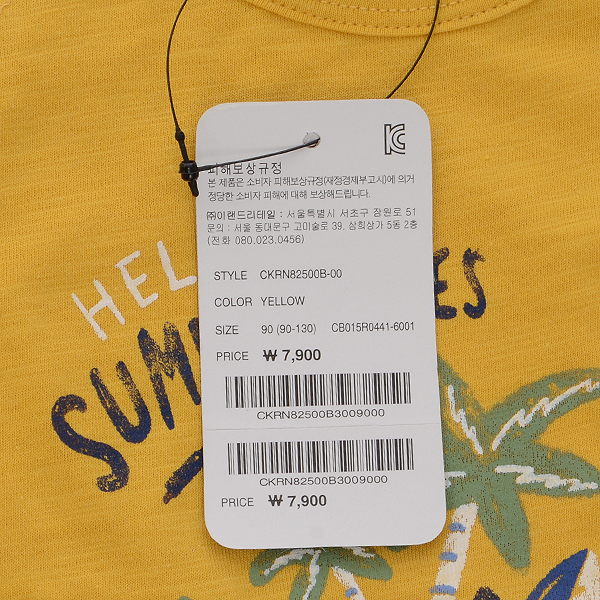 피해보상규정
본 제품은 소비자 피해보상규정(재정경제부고시)에 의거
정당한 소비자 피해에 대해 보상해드립니다.
(주)이랜드리테일 : 서울특별시 서초구 잠원로 51
문의 : 서울 동대문구 고미술로 39. 삼희상가 5동 2층
(전화 080.023.0456)
STYLE CKRN82500B-00
COLOR YELLOW
SIZE 90 (90-130) CB015R0441-6001
PRICE ₩ 7,900
CKRN82500B3009000
CKRN82500B3009000
PRICE ₩ 7,900
HEL
SUMM
ES